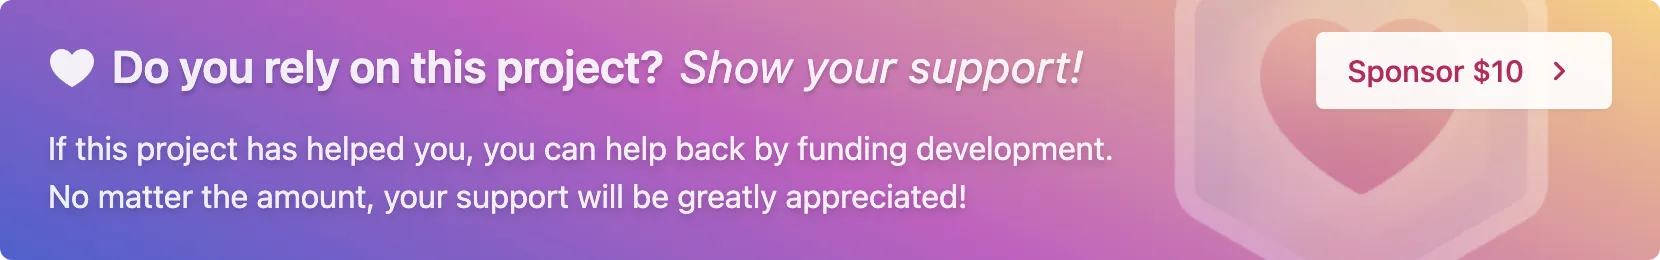 Do you rely on this project? Show your support!
Sponsor $10
If this project has helped you, you can help back by funding development.
No matter the amount, your support will be greatly appreciated!